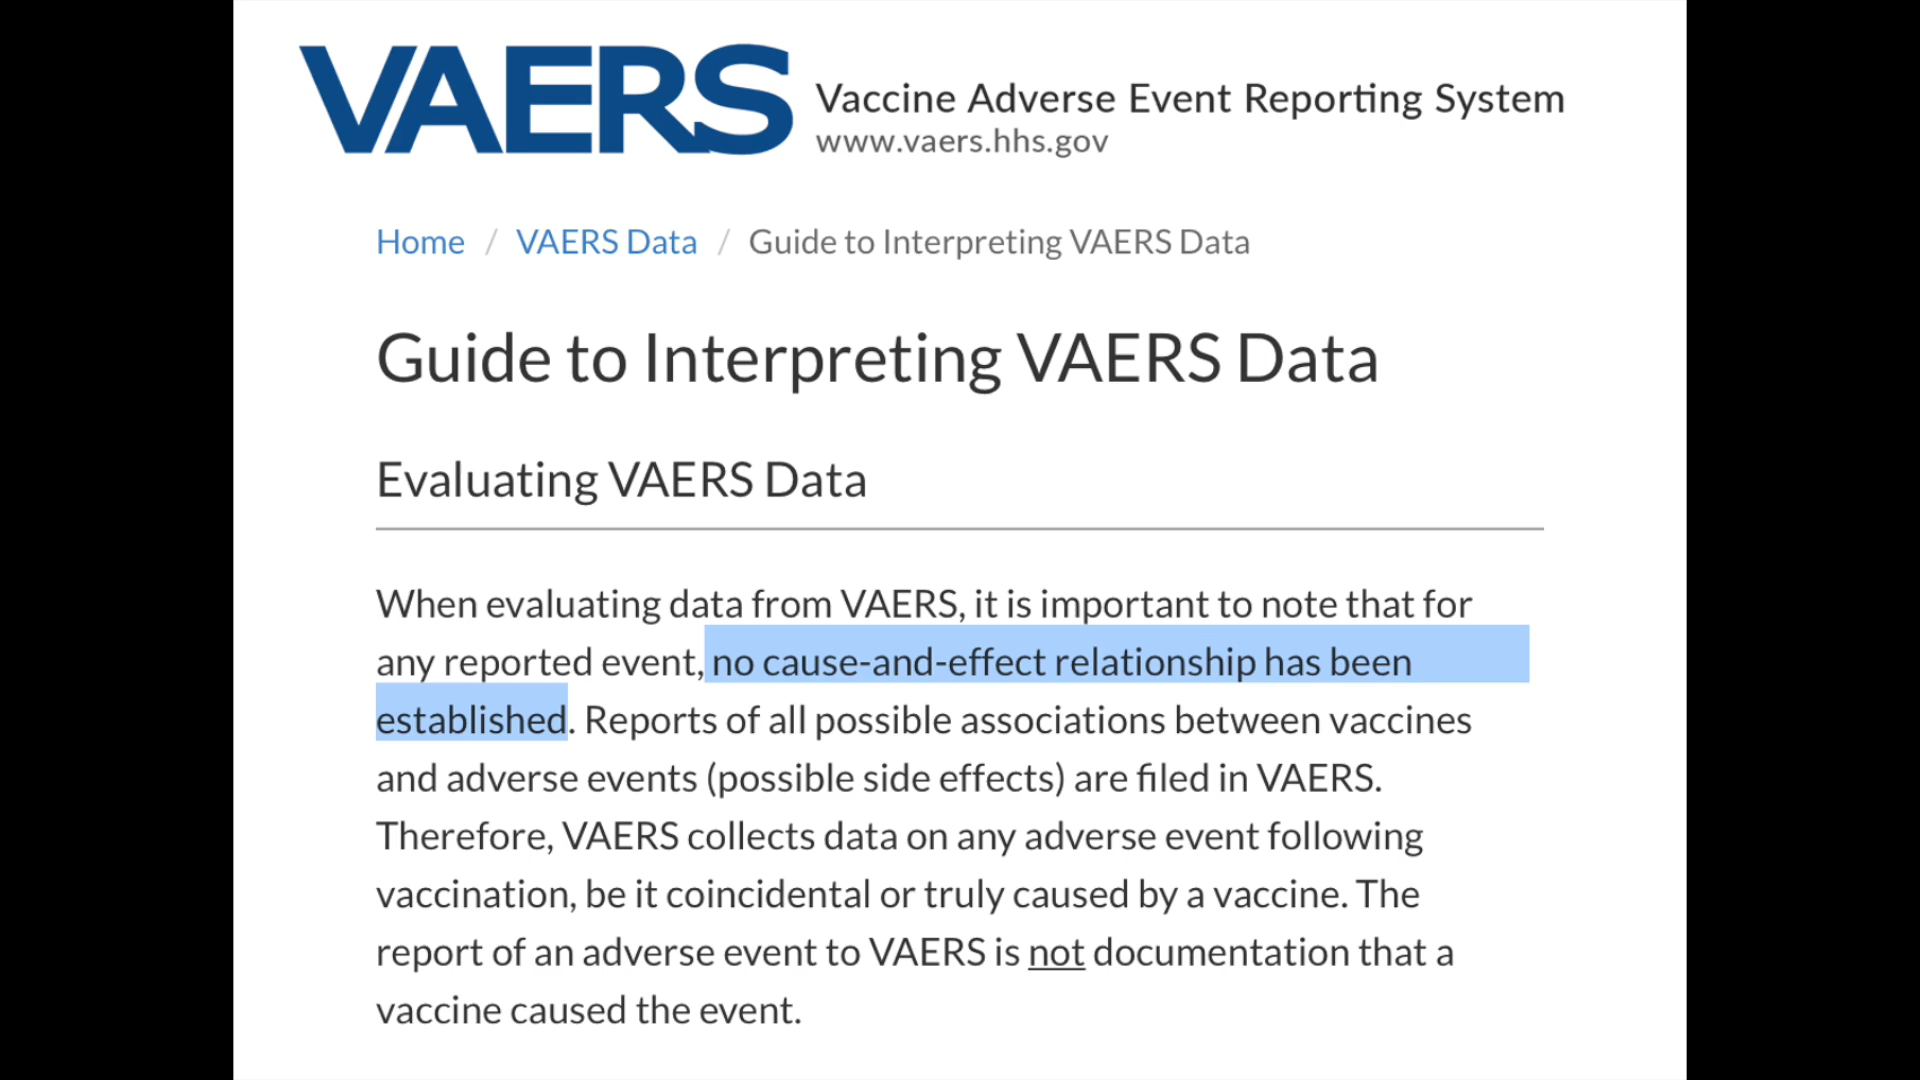 VAERS Vaccine Adverse Event Reporting System
www.vaers.hhs.gov
Home / VAERS Data / Guide to Interpreting VAERS Data
Guide to Interpreting VAERS Data
Evaluating VAERS Data
When evaluating data from VAERS, it is important to note that for
any reported event, no cause-and-effect relationship has been
established. Reports of all possible associations between vaccines
and adverse events (possible side effects) are filed in VAERS.
Therefore, VAERS collects data on any adverse event following
vaccination, be it coincidental or truly caused by a vaccine. The
report of an adverse event to VAERS is not documentation that a
vaccine caused the event.